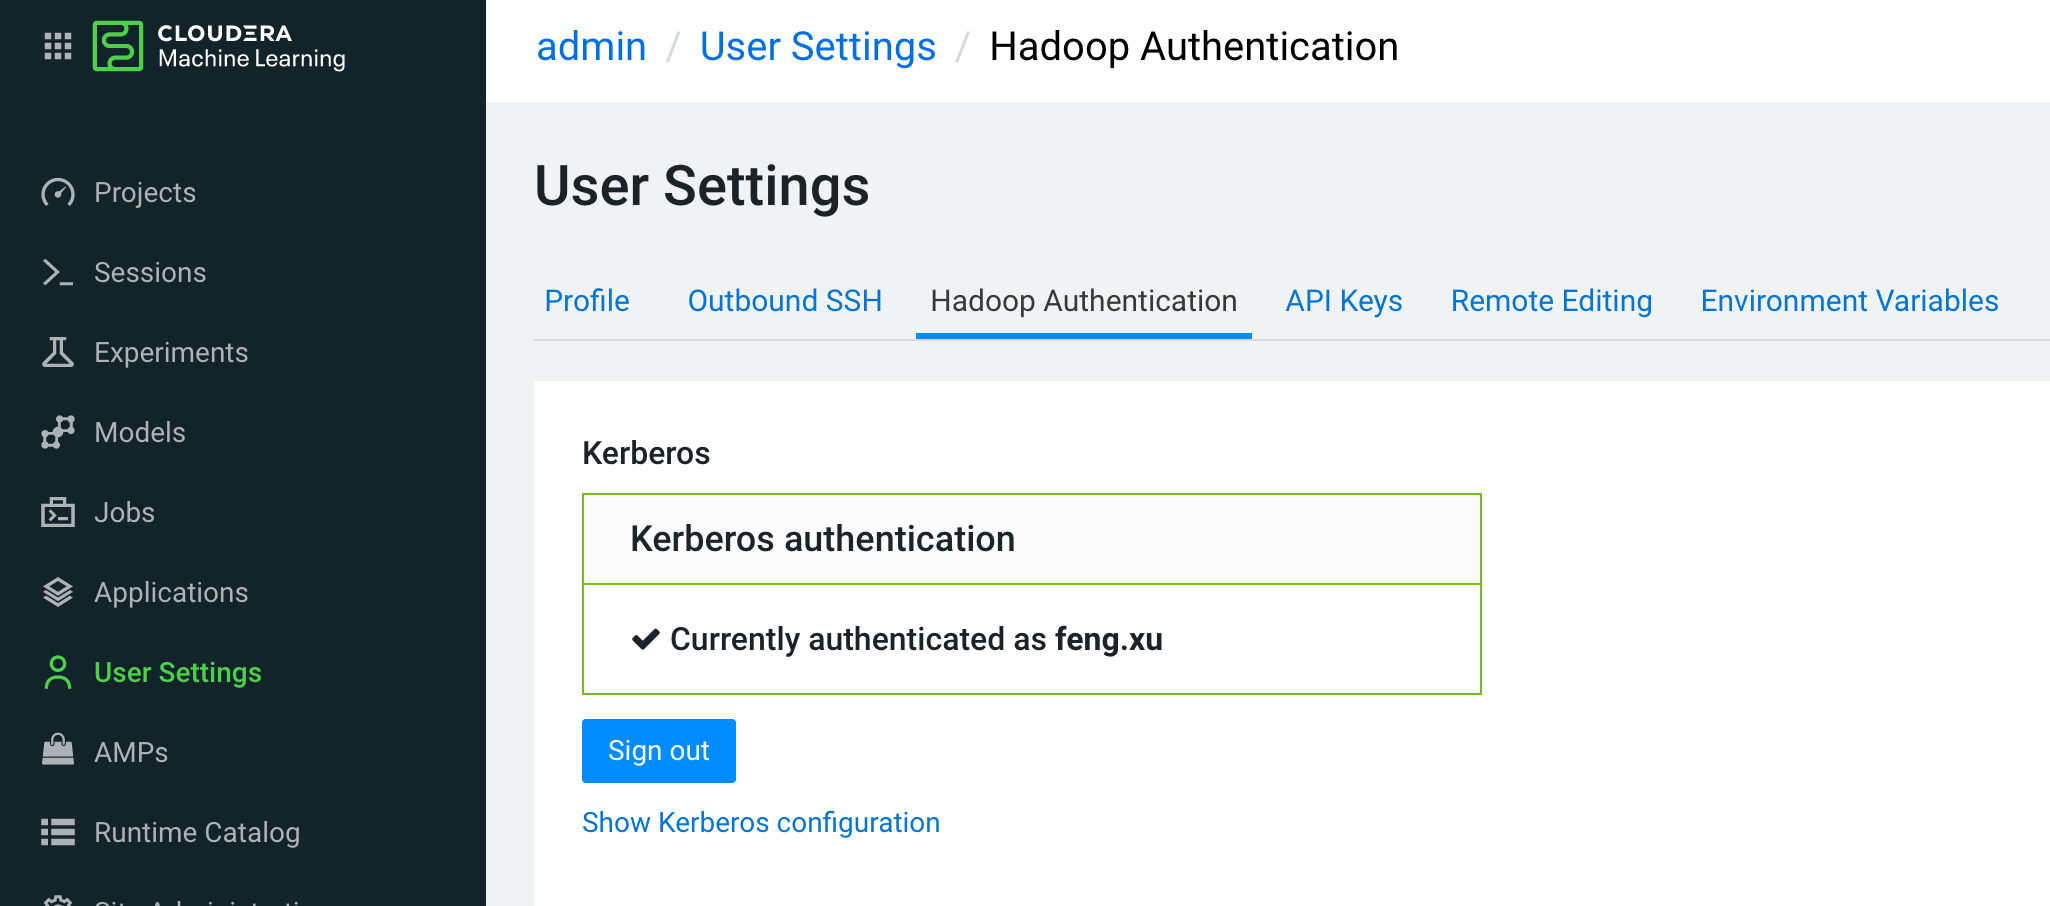 CLOUDERA
Machine Learning
admin / User Settings / Hadoop Authentication
Projects
Sessions
Experiments
Models
Jobs
Applications
User Settings
AMPs
Runtime Catalog
User Settings
Profile
Outbound SSH
Hadoop Authentication
API Keys
Remote Editing
Environment Variables
Kerberos
Kerberos authentication
Currently authenticated as feng.xu
Sign out
Show Kerberos configuration